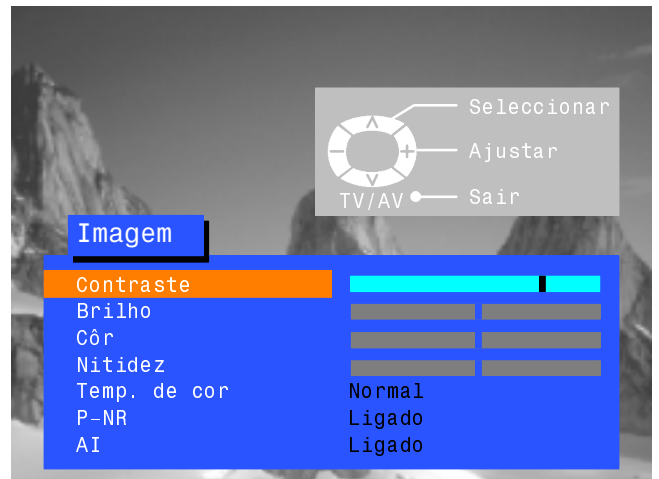 Seleccionar
Ajustar
TV/AV Sair
Imagem
Contraste
Brilho
Côr
Nitidez
Temp. de cor Normal
P-NR Ligado
AI Ligado